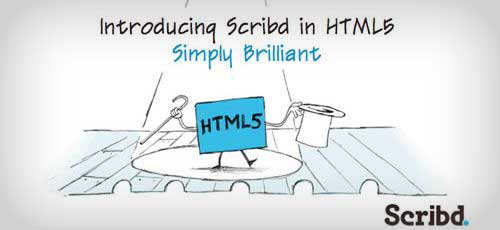 Introducing Scribd in HTML5
Simply Brilliant
HTML5
Scribd.